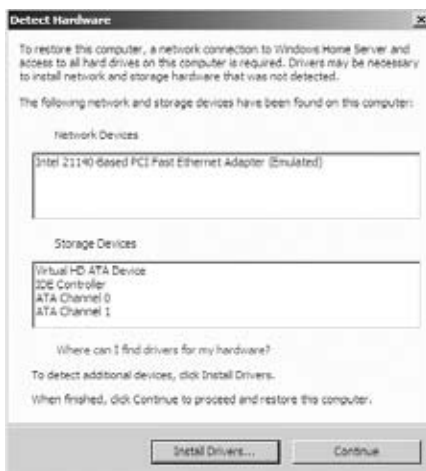 Detect Hardware
To restore this computer, a network connection to Windows Home Server and
access to all hard drives on this computer is required. Drivers may be necessary
to install network and storage hardware that was not detected.
The following network and storage devices have been found on this computer:
Network Devices
Intel 21140-Based PCI Fast Ethernet Adapter (Emulated)
Storage Devices
Virtual HD ATA Device
IDE Controller
ATA Channel 0
ATA Channel 1
Where can I find drivers for my hardware?
To detect additional devices, click Install Drivers.
When finished, click Continue to proceed and restore this computer.
Install Drivers...
Continue